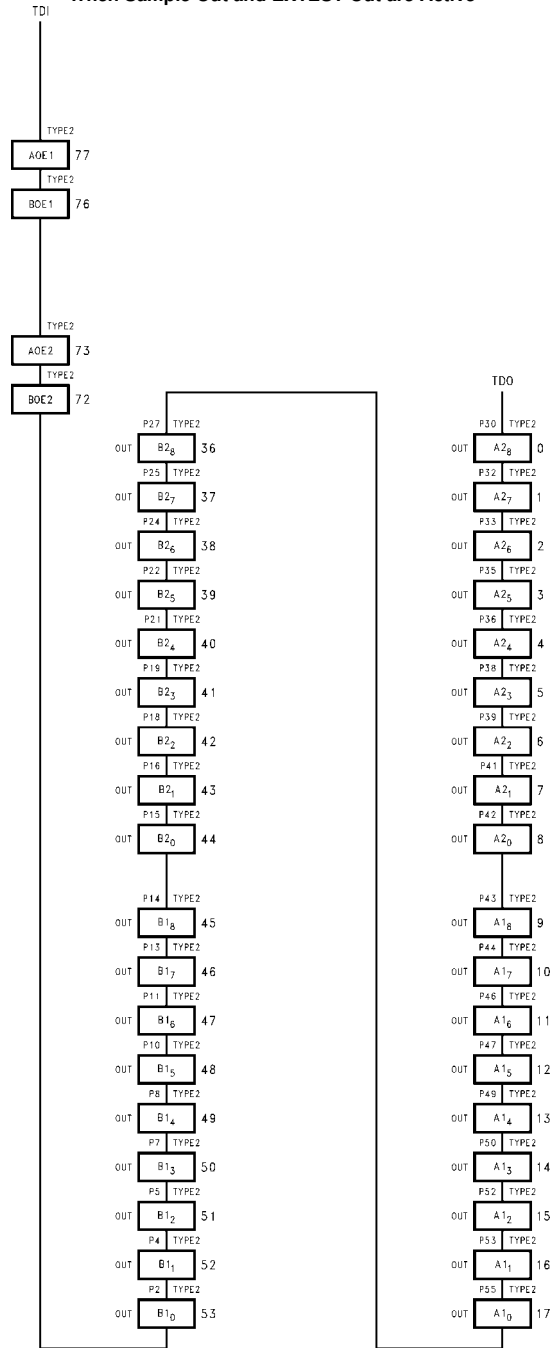 When Sample Out and EXTEST Out are Active
TDI
TYPE2
AOE1 77
TYPE2
BOE1 76
TYPE2
AOE2 73
TYPE2
BOE2 72
P27 TYPE2
OUT B2₈ 36
P25 TYPE2
OUT B2₇ 37
P24 TYPE2
OUT B2₆ 38
P22 TYPE2
OUT B2₅ 39
P21 TYPE2
OUT B2₄ 40
P19 TYPE2
OUT B2₃ 41
P18 TYPE2
OUT B2₂ 42
P16 TYPE2
OUT B2₁ 43
P15 TYPE2
OUT B2₀ 44
P14 TYPE2
OUT B1₈ 45
P13 TYPE2
OUT B1₇ 46
P11 TYPE2
OUT B1₆ 47
P10 TYPE2
OUT B1₅ 48
P8 TYPE2
OUT B1₄ 49
P7 TYPE2
OUT B1₃ 50
P5 TYPE2
OUT B1₂ 51
P4 TYPE2
OUT B1₁ 52
P2 TYPE2
OUT B1₀ 53
TDO
P30 TYPE2
OUT A2₈ 0
P32 TYPE2
OUT A2₇ 1
P33 TYPE2
OUT A2₆ 2
P35 TYPE2
OUT A2₅ 3
P36 TYPE2
OUT A2₄ 4
P38 TYPE2
OUT A2₃ 5
P39 TYPE2
OUT A2₂ 6
P41 TYPE2
OUT A2₁ 7
P42 TYPE2
OUT A2₀ 8
P43 TYPE2
OUT A1₈ 9
P44 TYPE2
OUT A1₇ 10
P46 TYPE2
OUT A1₆ 11
P47 TYPE2
OUT A1₅ 12
P49 TYPE2
OUT A1₄ 13
P50 TYPE2
OUT A1₃ 14
P52 TYPE2
OUT A1₂ 15
P53 TYPE2
OUT A1₁ 16
P55 TYPE2
OUT A1₀ 17